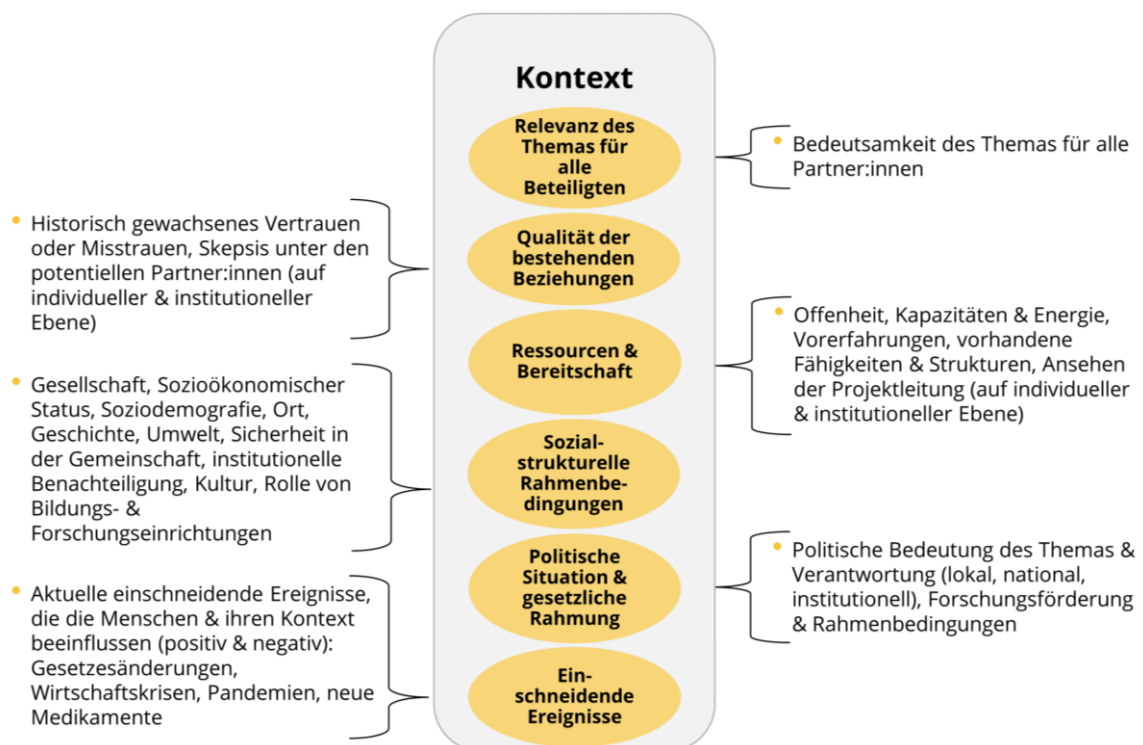 Kontext
Relevanz des
Themas für
alle
Beteiligten
• Bedeutsamkeit des Themas für alle
Partner:innen
• Historisch gewachsenes Vertrauen
oder Misstrauen, Skepsis unter den
potentiellen Partner:innen (auf
individueller & institutioneller
Ebene)
Qualität der
bestehenden
Beziehungen
Ressourcen &
Bereitschaft
• Offenheit, Kapazitäten & Energie,
Vorerfahrungen, vorhandene
Fähigkeiten & Strukturen, Ansehen
der Projektleitung (auf individueller
& institutioneller Ebene)
• Gesellschaft, Sozioökonomischer
Status, Soziodemografie, Ort,
Geschichte, Umwelt, Sicherheit in
der Gemeinschaft, institutionelle
Benachteiligung, Kultur, Rolle von
Bildungs- &
Forschungseinrichtungen
Sozial-
strukturelle
Rahmenbe-
dingungen
Politische
Situation &
gesetzliche
Rahmung
• Politische Bedeutung des Themas &
Verantwortung (lokal, national,
institutionell), Forschungsförderung
& Rahmenbedingungen
• Aktuelle einschneidende Ereignisse,
die die Menschen & ihren Kontext
beeinflussen (positiv & negativ):
Gesetzesänderungen,
Wirtschaftskrisen, Pandemien, neue
Medikamente
Ein-
schneidende
Ereignisse